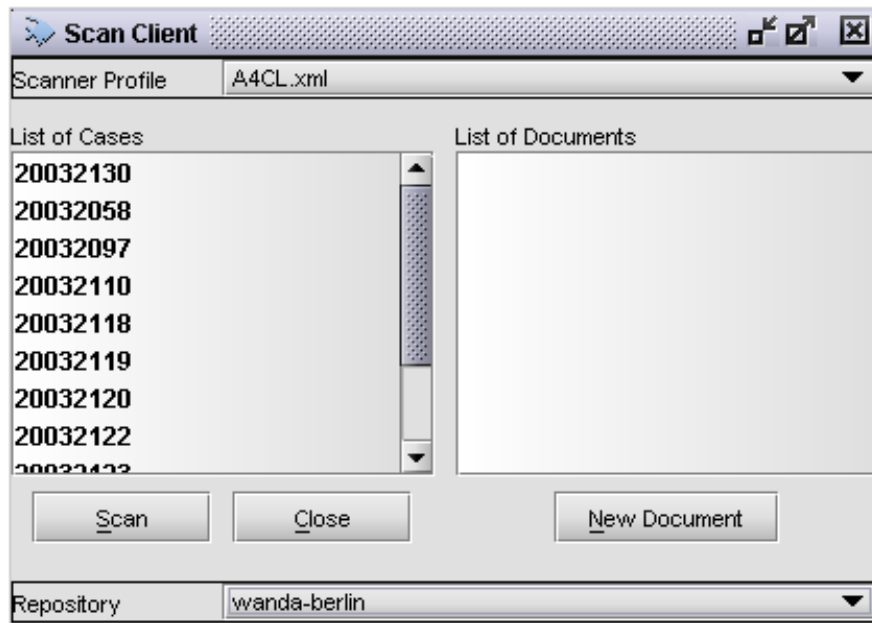 Scan Client
Scanner Profile A4CL.xml
List of Cases
20032130
20032058
20032097
20032110
20032118
20032119
20032120
20032122
20032123
List of Documents
Scan Close New Document
Repository wanda-berlin